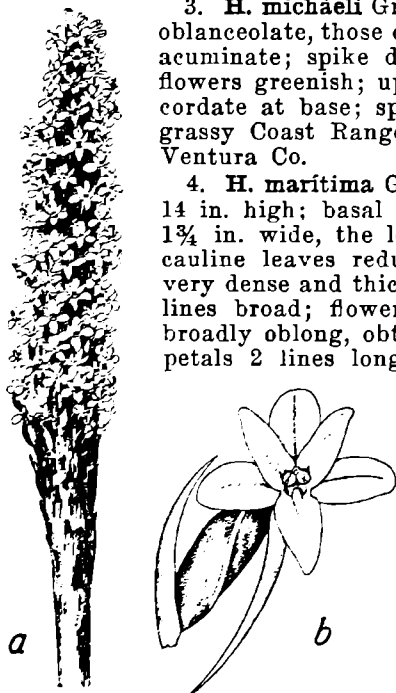 3. H. michaeli Gr
oblanceolate, those
acuminate; spike d
flowers greenish; up
cordate at base; sp
grassy Coast Range
Ventura Co.
4. H. marítima G
14 in. high; basal
1¾ in. wide, the l
cauline leaves redu
very dense and thic
lines broad; flower
broadly oblong, obt
petals 2 lines long
a
b